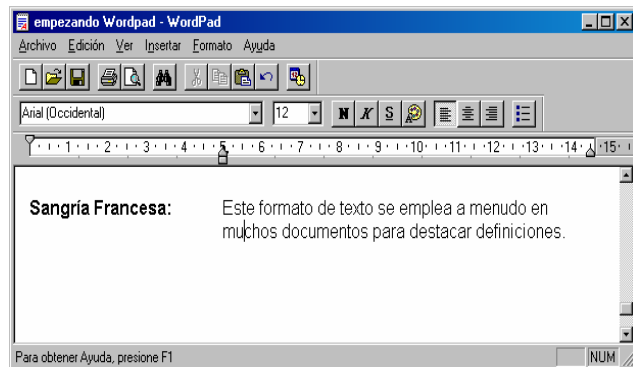 empezando Wordpad - WordPad
Archivo Edición Ver Insertar Formato Ayuda
Arial (Occidental) 12 N K S
1 2 3 4 5 6 7 8 9 10 11 12 13 14 15
Sangría Francesa: Este formato de texto se emplea a menudo en
muchos documentos para destacar definiciones.
Para obtener Ayuda, presione F1 NUM